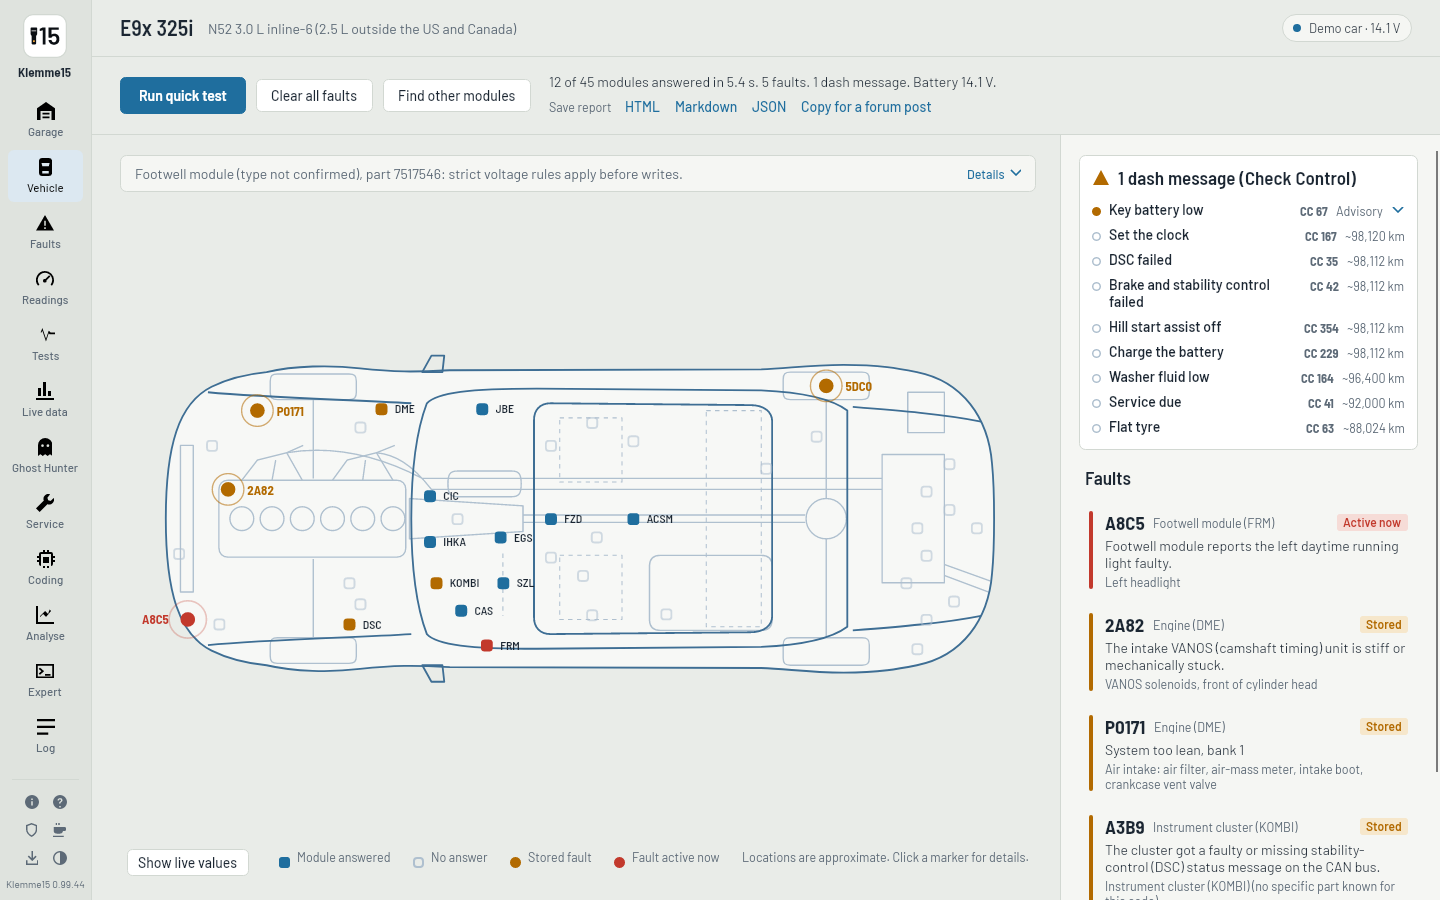 15
Klemme15
Garage
Vehicle
Faults
Readings
Tests
Live data
Ghost Hunter
Service
Coding
Analyse
Expert
Log
Klemme15 0.99.44
E9x 325i N52 3.0 L inline-6 (2.5 L outside the US and Canada)
Demo car · 14.1 V
Run quick test
Clear all faults
Find other modules
12 of 45 modules answered in 5.4 s. 5 faults. 1 dash message. Battery 14.1 V.
Save report HTML Markdown JSON Copy for a forum post
Footwell module (type not confirmed), part 7517546: strict voltage rules apply before writes.
Details
5DC0
P0171
DME
JBE
2A82
CIC
FZD
ACSM
EGS
IHKA
KOMBI
SZL
CAS
A8C5
DSC
FRM
Show live values
Module answered
No answer
Stored fault
Fault active now
Locations are approximate. Click a marker for details.
1 dash message (Check Control)
Key battery low CC 67 Advisory
Set the clock CC 167 ~98,120 km
DSC failed CC 35 ~98,112 km
Brake and stability control CC 42 ~98,112 km
failed
Hill start assist off CC 354 ~98,112 km
Charge the battery CC 229 ~98,112 km
Washer fluid low CC 164 ~96,400 km
Service due CC 41 ~92,000 km
Flat tyre CC 63 ~88,024 km
Faults
A8C5 Footwell module (FRM) Active now
Footwell module reports the left daytime running
light faulty.
Left headlight
2A82 Engine (DME) Stored
The intake VANOS (camshaft timing) unit is stiff or
mechanically stuck.
VANOS solenoids, front of cylinder head
P0171 Engine (DME) Stored
System too lean, bank 1
Air intake: air filter, air-mass meter, intake boot,
crankcase vent valve
A3B9 Instrument cluster (KOMBI) Stored
The cluster got a faulty or missing stability-
control (DSC) status message on the CAN bus.
Instrument cluster (KOMBI) (no specific part known for
this code)